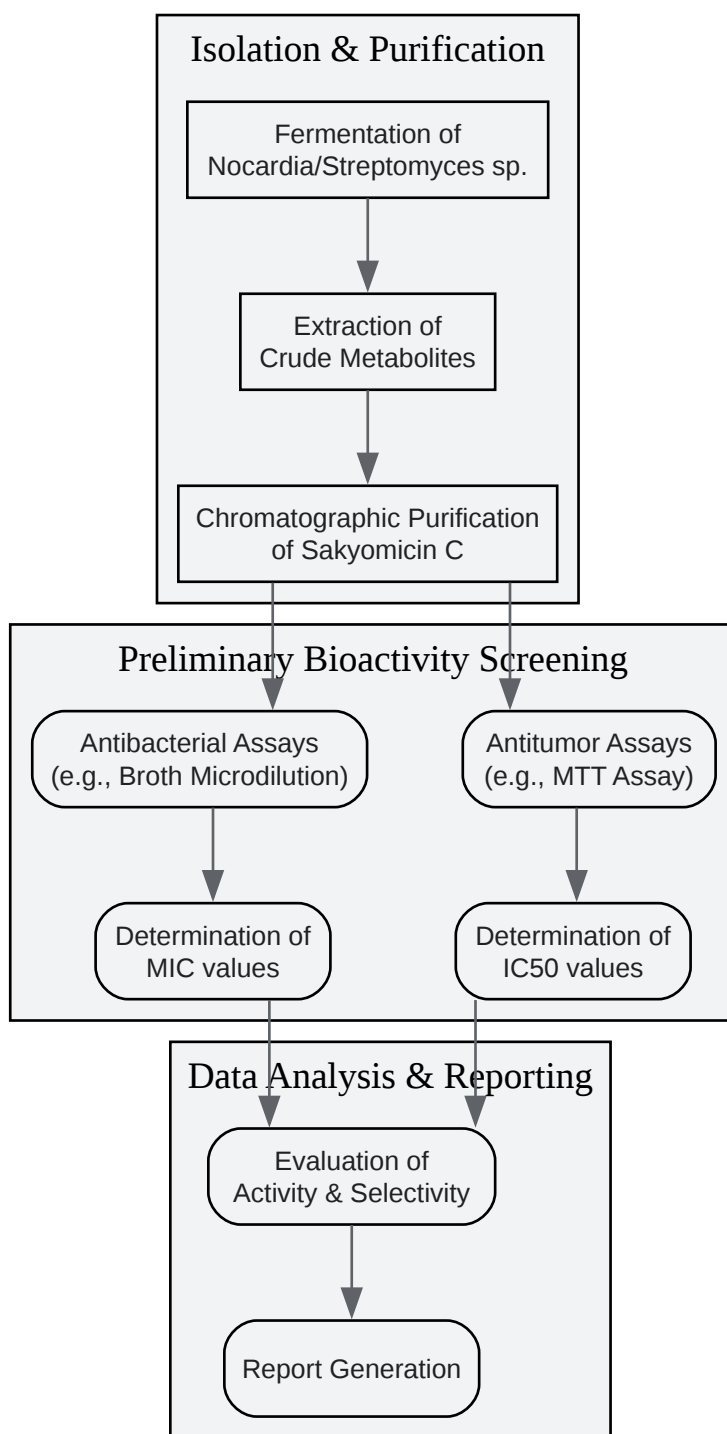 Isolation & Purification
Fermentation of
Nocardia/Streptomyces sp.
Extraction of
Crude Metabolites
Chromatographic Purification
of Sakyomicin C
Preliminary Bioactivity Screening
Antibacterial Assays
(e.g., Broth Microdilution)
Antitumor Assays
(e.g., MTT Assay)
Determination of
MIC values
Determination of
IC50 values
Data Analysis & Reporting
Evaluation of
Activity & Selectivity
Report Generation